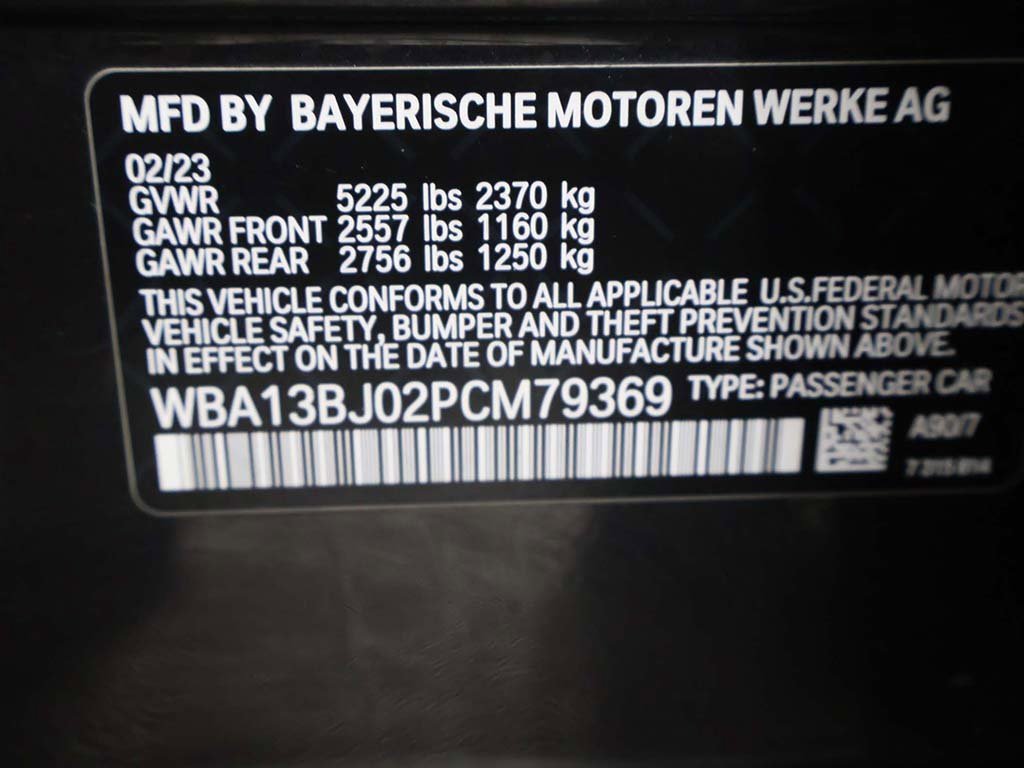 MFD BY BAYERISCHE MOTOREN WERKE AG
02/23
GVWR 5225 lbs 2370 kg
GAWR FRONT 2557 lbs 1160 kg
GAWR REAR 2756 lbs 1250 kg
THIS VEHICLE CONFORMS TO ALL APPLICABLE U.S.FEDERAL MOTOR
VEHICLE SAFETY, BUMPER AND THEFT PREVENTION STANDARDS
IN EFFECT ON THE DATE OF MANUFACTURE SHOWN ABOVE.
WBA13BJ02PCM79369 TYPE: PASSENGER CAR
A90/7